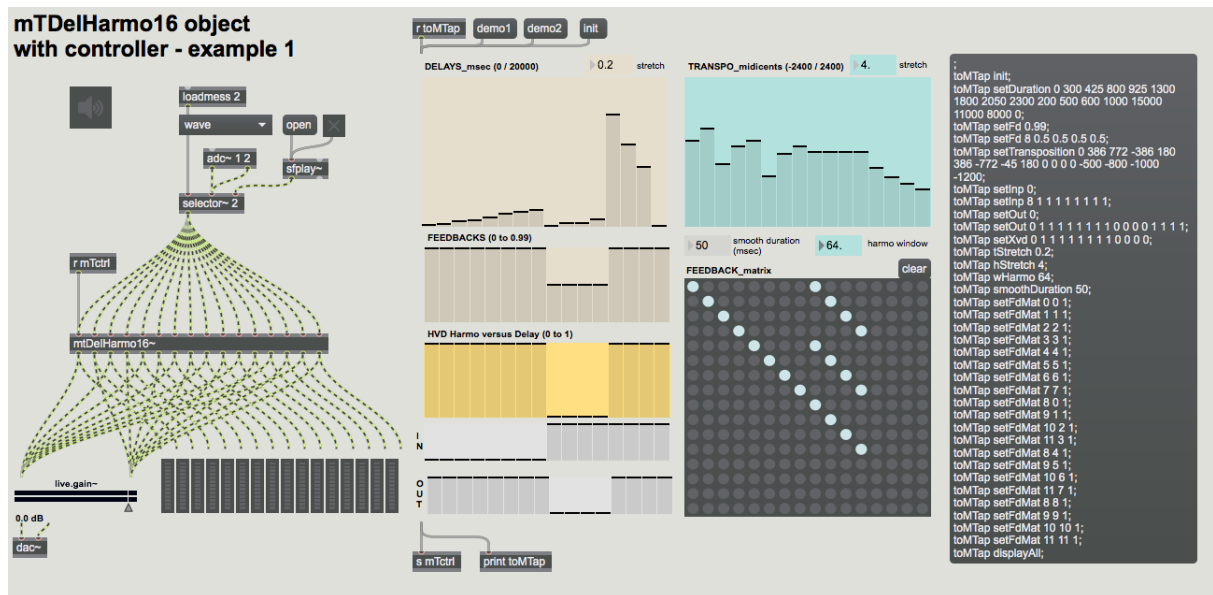 mTDelHarmo16 object
with controller - example 1
loadmess 2
wave
open
adc~ 1 2
sfplay~
selector~ 2
r mTctrl
mtDelHarmo16~
live.gain~
0.0 dB
dac~
r toMTap
demo1
demo2
init
DELAYS_msec (0 / 20000)
0.2
stretch
TRANSPO_midicents (-2400 / 2400)
4.
stretch
FEEDBACKS (0 to 0.99)
50
smooth duration
(msec)
64.
harmo window
FEEDBACK_matrix
clear
HVD Harmo versus Delay (0 to 1)
I
N
O
U
T
s mTctrl
print toMTap
;
toMTap init;
toMTap setDuration 0 300 425 800 925 1300
1800 2050 2300 200 500 600 1000 15000
11000 8000 0;
toMTap setFd 0.99;
toMTap setFd 8 0.5 0.5 0.5 0.5;
toMTap setTransposition 0 386 772 -386 180
386 -772 -45 180 0 0 0 0 -500 -800 -1000
-1200;
toMTap setInp 0;
toMTap setInp 8 1 1 1 1 1 1 1 1;
toMTap setOut 0;
toMTap setOut 0 1 1 1 1 1 1 1 1 0 0 0 0 1 1 1 1;
toMTap setXvd 0 1 1 1 1 1 1 1 1 0 0 0 0;
toMTap tStretch 0.2;
toMTap hStretch 4;
toMTap wHarmo 64;
toMTap smoothDuration 50;
toMTap setFdMat 0 0 1;
toMTap setFdMat 1 1 1;
toMTap setFdMat 2 2 1;
toMTap setFdMat 3 3 1;
toMTap setFdMat 4 4 1;
toMTap setFdMat 5 5 1;
toMTap setFdMat 6 6 1;
toMTap setFdMat 7 7 1;
toMTap setFdMat 8 0 1;
toMTap setFdMat 9 1 1;
toMTap setFdMat 10 2 1;
toMTap setFdMat 11 3 1;
toMTap setFdMat 8 4 1;
toMTap setFdMat 9 5 1;
toMTap setFdMat 10 6 1;
toMTap setFdMat 11 7 1;
toMTap setFdMat 8 8 1;
toMTap setFdMat 9 9 1;
toMTap setFdMat 10 10 1;
toMTap setFdMat 11 11 1;
toMTap displayAll;